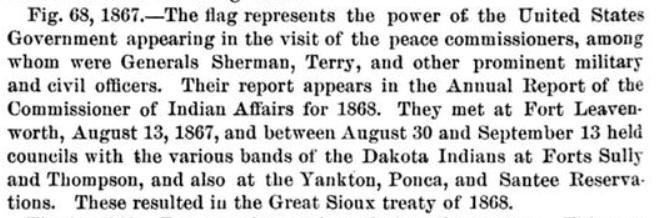 Fig. 68, 1867.—The flag represents the power of the United States
Government appearing in the visit of the peace commissioners, among
whom were Generals Sherman, Terry, and other prominent military
and civil officers. Their report appears in the Annual Report of the
Commissioner of Indian Affairs for 1868. They met at Fort Leaven-
worth, August 13, 1867, and between August 30 and September 13 held
councils with the various bands of the Dakota Indians at Forts Sully
and Thompson, and also at the Yankton, Ponca, and Santee Reserva-
tions. These resulted in the Great Sioux treaty of 1868.